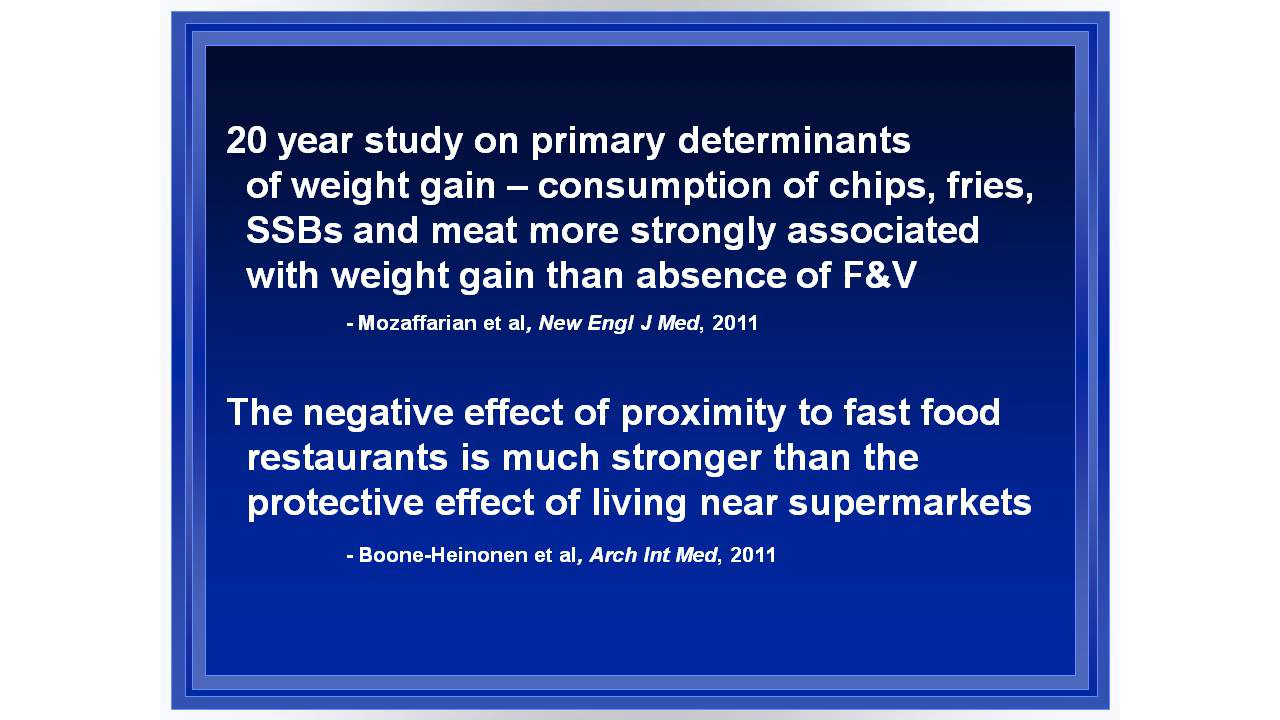 20 year study on primary determinants
of weight gain – consumption of chips, fries,
SSBs and meat more strongly associated
with weight gain than absence of F&V
- Mozaffarian et al, New Engl J Med, 2011
The negative effect of proximity to fast food
restaurants is much stronger than the
protective effect of living near supermarkets
- Boone-Heinonen et al, Arch Int Med, 2011